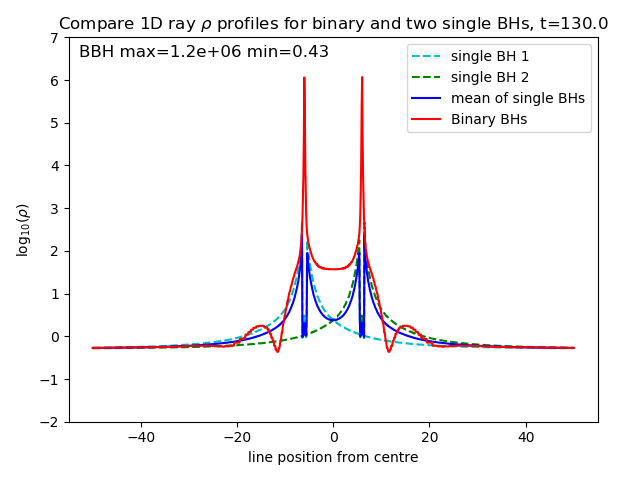 Compare 1D ray ρ profiles for binary and two single BHs, t=130.0
BBH max=1.2e+06 min=0.43
single BH 1
single BH 2
mean of single BHs
Binary BHs
7
6
5
4
3
2
1
0
−1
−2
log₁₀(ρ)
−40
−20
0
20
40
line position from centre